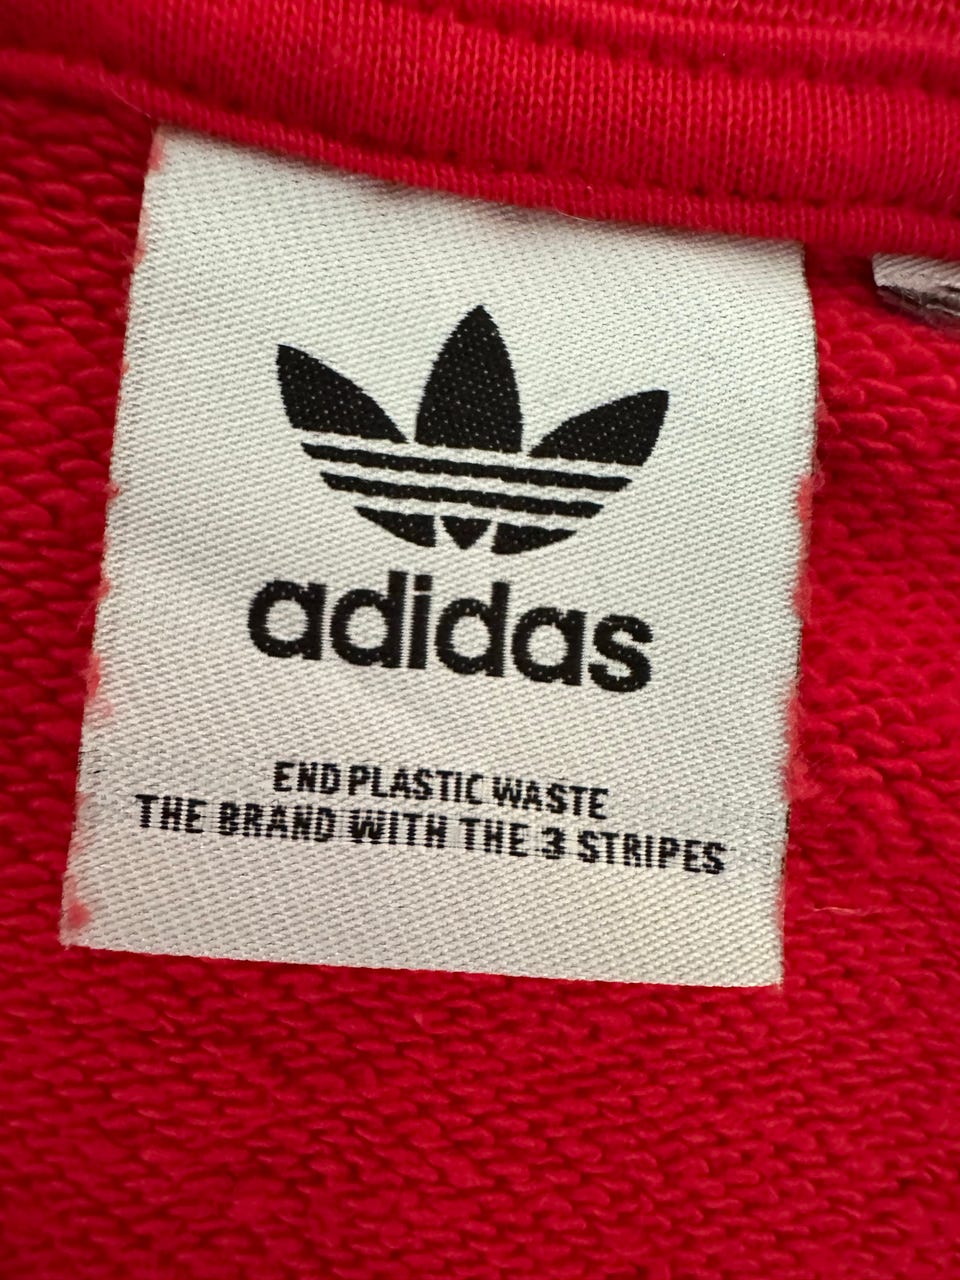 adidas
END PLASTIC WASTE
THE BRAND WITH THE 3 STRIPES